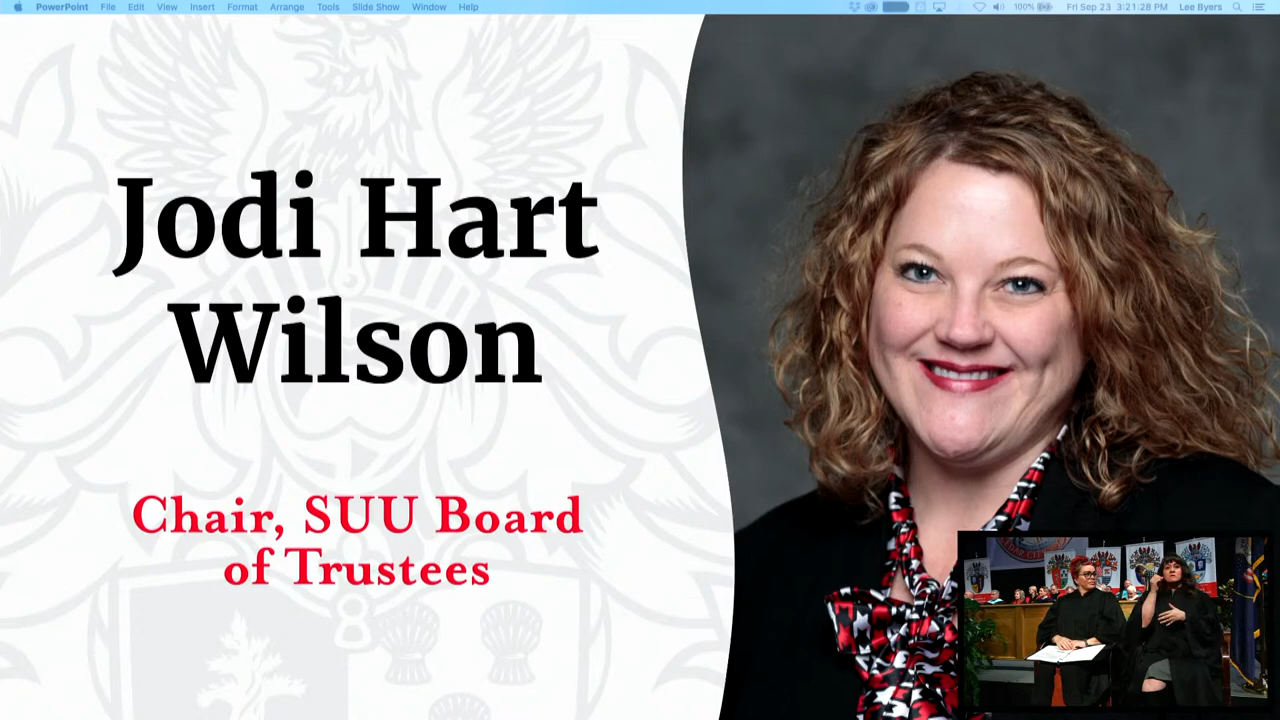 PowerPoint File Edit View Insert Format Arrange Tools Slide Show Window Help 100% Fri Sep 23 3:21:28 PM Lee Byers
Jodi Hart
Wilson
Chair, SUU Board
of Trustees